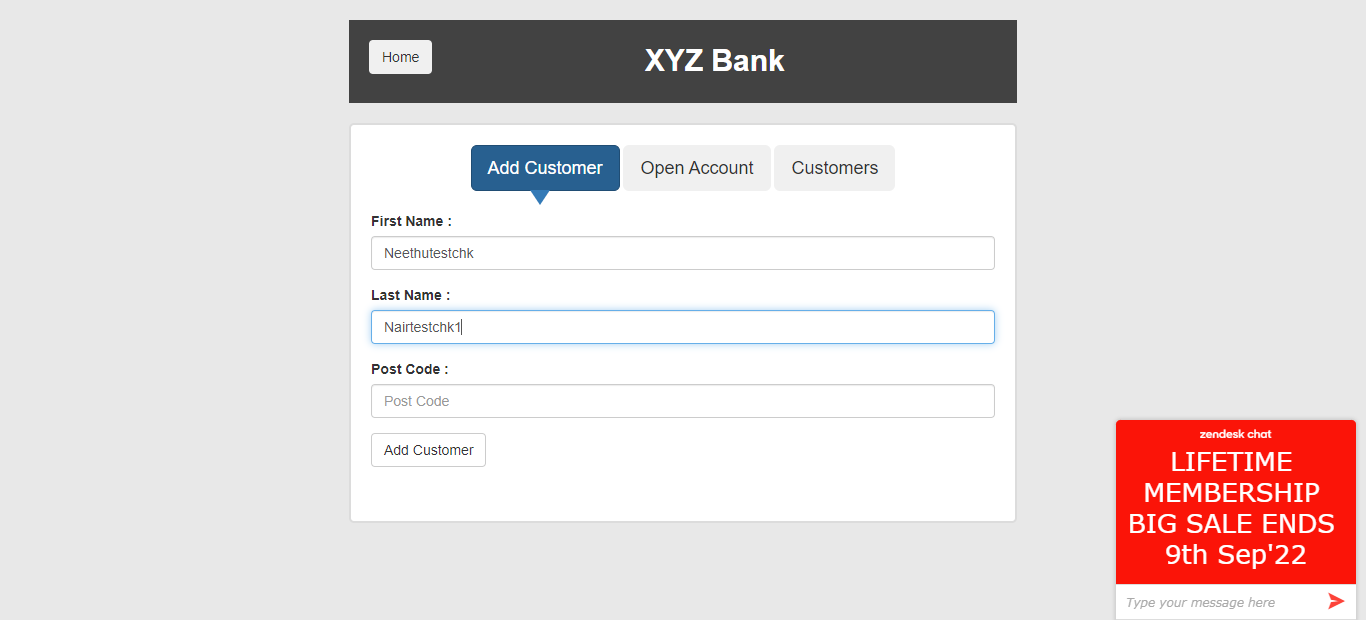 Home
XYZ Bank
Add Customer
Open Account
Customers
First Name :
Neethutestchk
Last Name :
Nairtestchk1
Post Code :
Post Code
Add Customer
zendesk chat
LIFETIME
MEMBERSHIP
BIG SALE ENDS
9th Sep'22
Type your message here